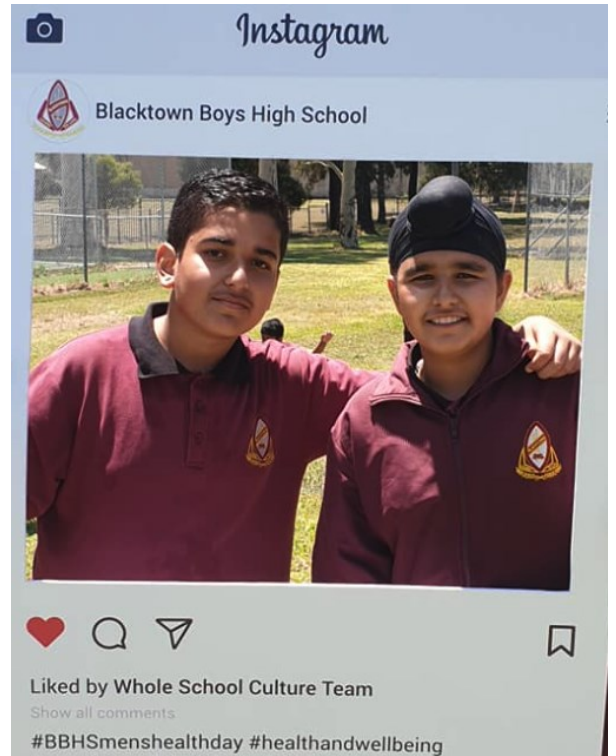 Instagram
Blacktown Boys High School
Liked by Whole School Culture Team
Show all comments
#BBHSmenshealthday #healthandwellbeing